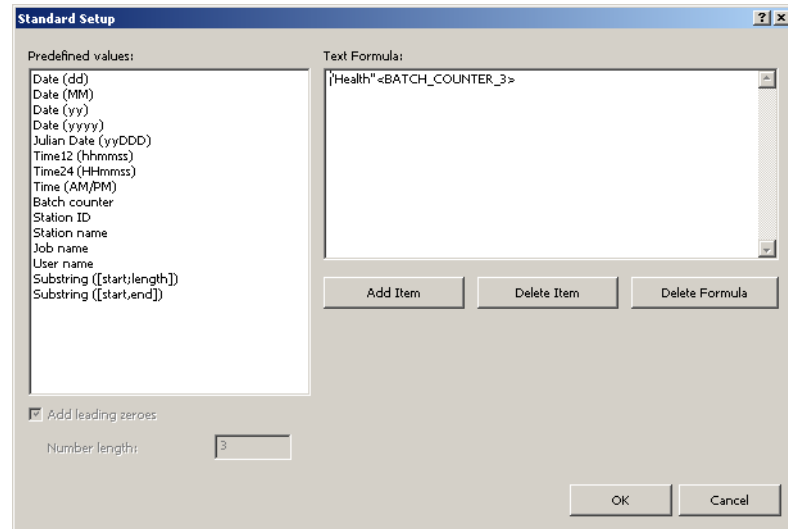 Standard Setup
Predefined values:
Text Formula:
Date (dd)
Date (MM)
Date (yy)
Date (yyyy)
Julian Date (yyDDD)
Time12 (hhmmss)
Time24 (HHmmss)
Time (AM/PM)
Batch counter
Station ID
Station name
Job name
User name
Substring ([start;length])
Substring ([start,end])
"Health"<BATCH_COUNTER_3>
Add Item
Delete Item
Delete Formula
Add leading zeroes
Number length:
3
OK
Cancel